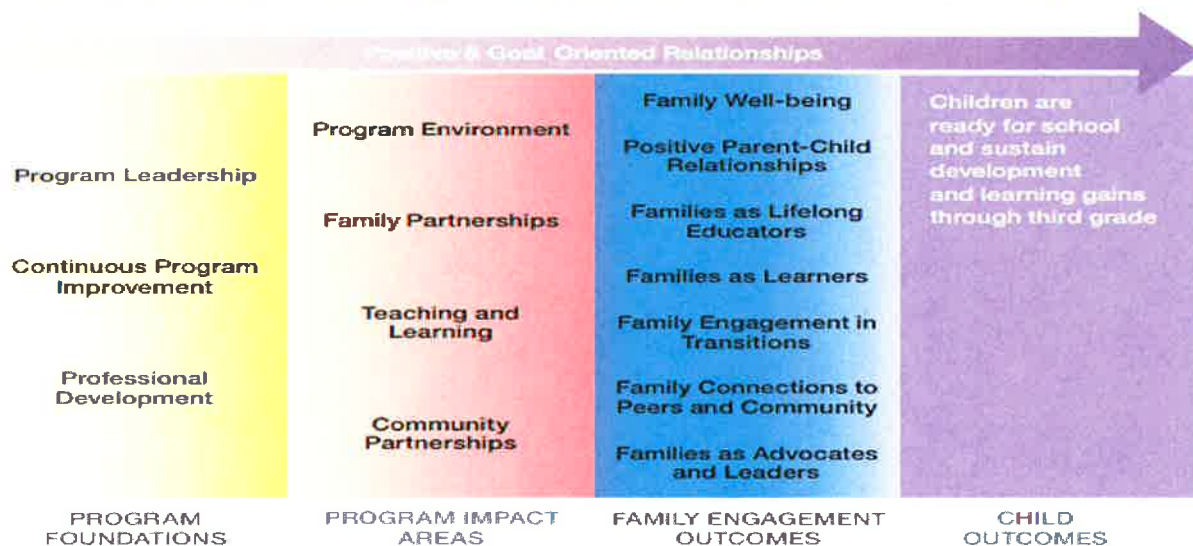 Positive & Goal Oriented Relationships
Program Leadership
Continuous Program
Improvement
Professional
Development
PROGRAM
FOUNDATIONS
Program Environment
Family Partnerships
Teaching and
Learning
Community
Partnerships
PROGRAM IMPACT
AREAS
Family Well-being
Positive Parent-Child
Relationships
Families as Lifelong
Educators
Families as Learners
Family Engagement in
Transitions
Family Connections to
Peers and Community
Families as Advocates
and Leaders
FAMILY ENGAGEMENT
OUTCOMES
Children are
ready for school
and sustain
development
and learning gains
through third grade
CHILD
OUTCOMES